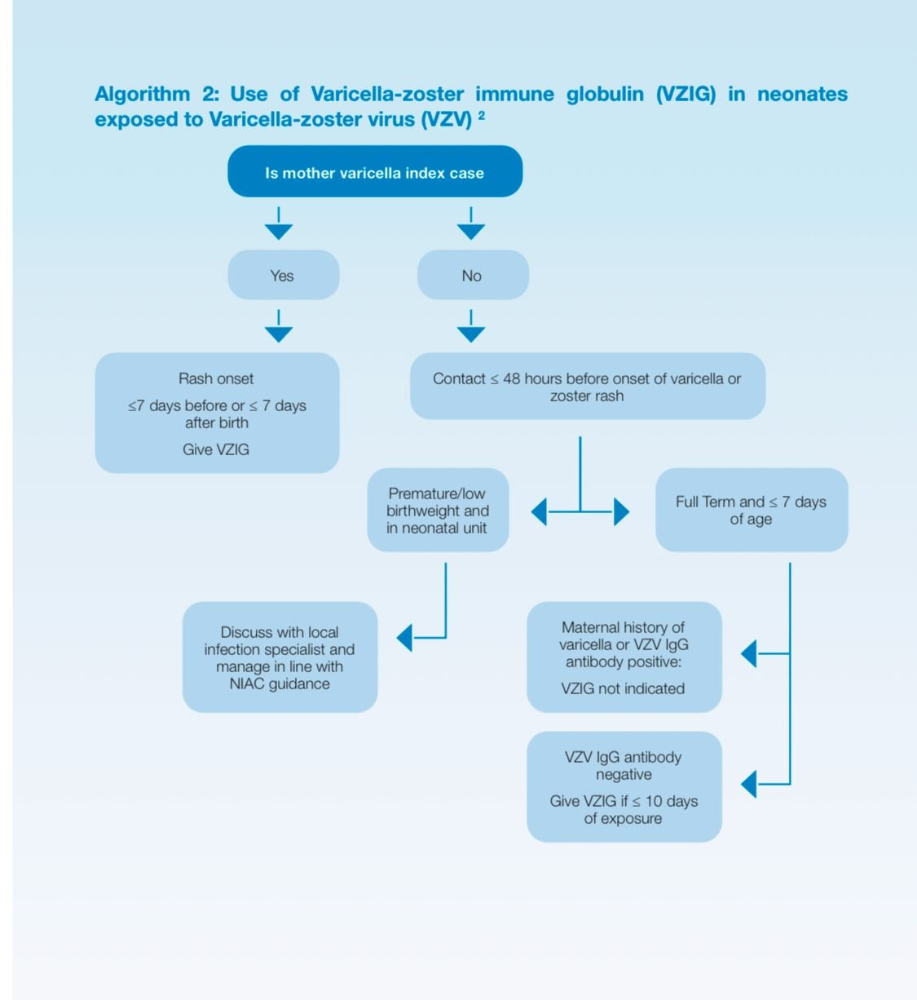 Algorithm 2: Use of Varicella-zoster immune globulin (VZIG) in neonates
exposed to Varicella-zoster virus (VZV) 2
Is mother varicella index case
Yes
No
Rash onset
≤7 days before or ≤ 7 days
after birth
Give VZIG
Contact ≤ 48 hours before onset of varicella or
zoster rash
Premature/low
birthweight and
in neonatal unit
Full Term and ≤ 7 days
of age
Discuss with local
infection specialist and
manage in line with
NIAC guidance
Maternal history of
varicella or VZV IgG
antibody positive:
VZIG not indicated
VZV IgG antibody
negative
Give VZIG if ≤ 10 days
of exposure